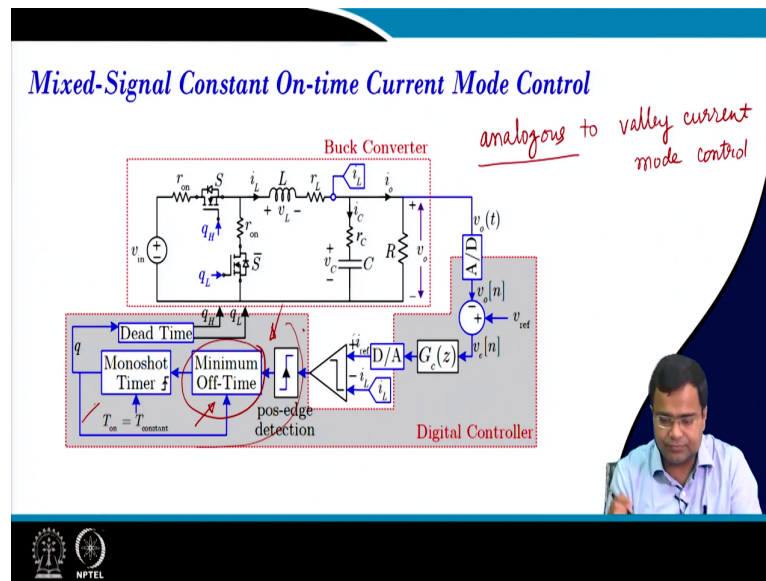 Mixed-Signal Constant On-time Current Mode Control
analogous to valley current
mode control
Buck Converter
r_on S i_L L r_L i_L i_o
+ v_L −
i_C
q_H r_on r_C
v_in q_L S̅ + v_C − C R + v_o −
v_o(t)
A/D
v_o[n]
− v_ref
v_e[n]
q_H q_L
Dead Time
q
Monoshot
Timer
Minimum
Off-Time
+ i_ref D/A G_c(z)
− i_L i_L
T_on = T_constant
pos-edge
detection
Digital Controller
NPTEL